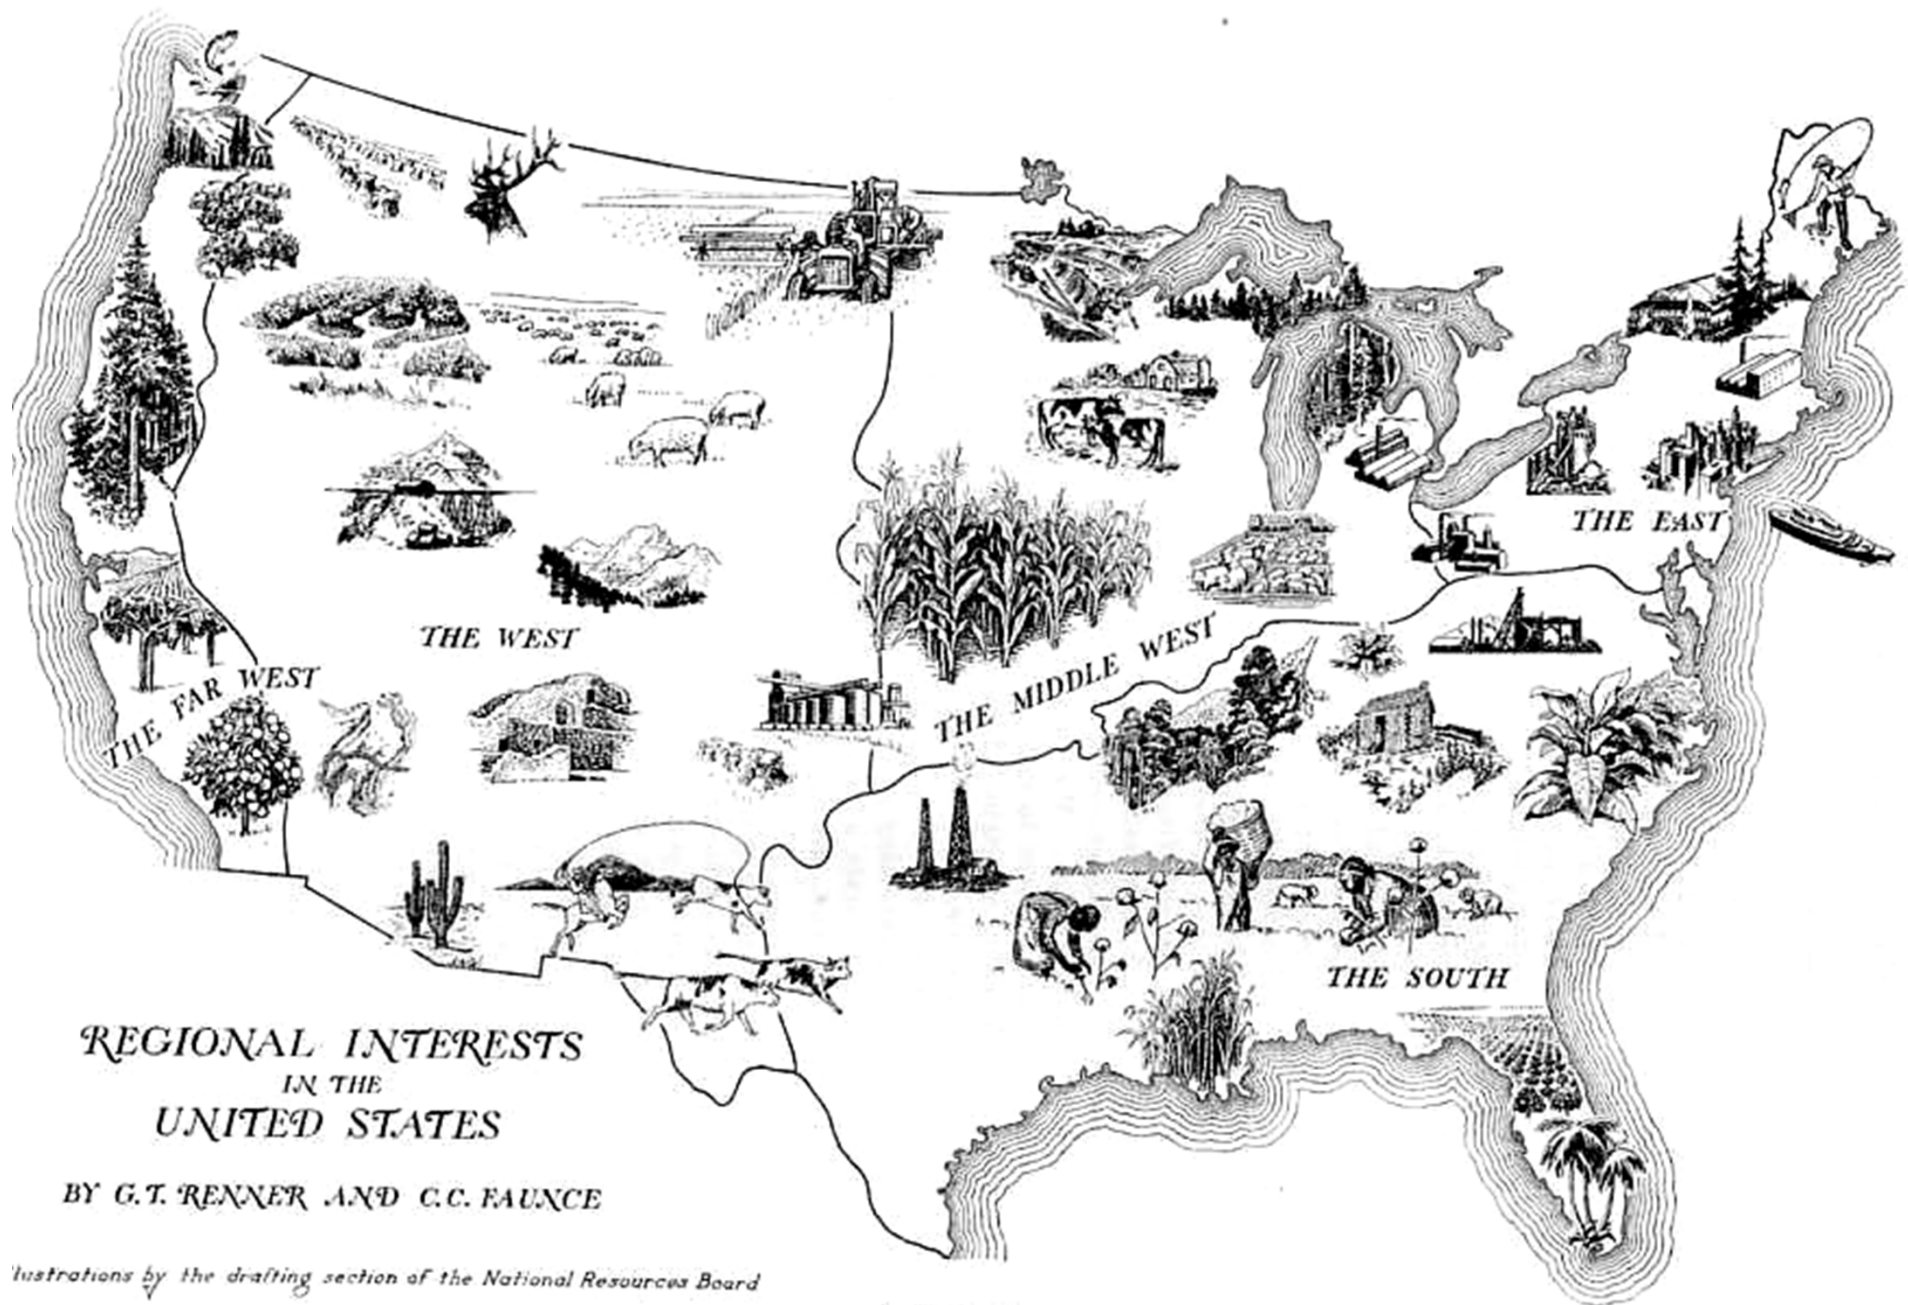 THE EAST
THE WEST
THE FAR WEST
THE MIDDLE WEST
THE SOUTH
REGIONAL INTERESTS
IN THE
UNITED STATES
BY G.T. RENNER AND C.C. FAUNCE
llustrations by the drafting section of the National Resources Board